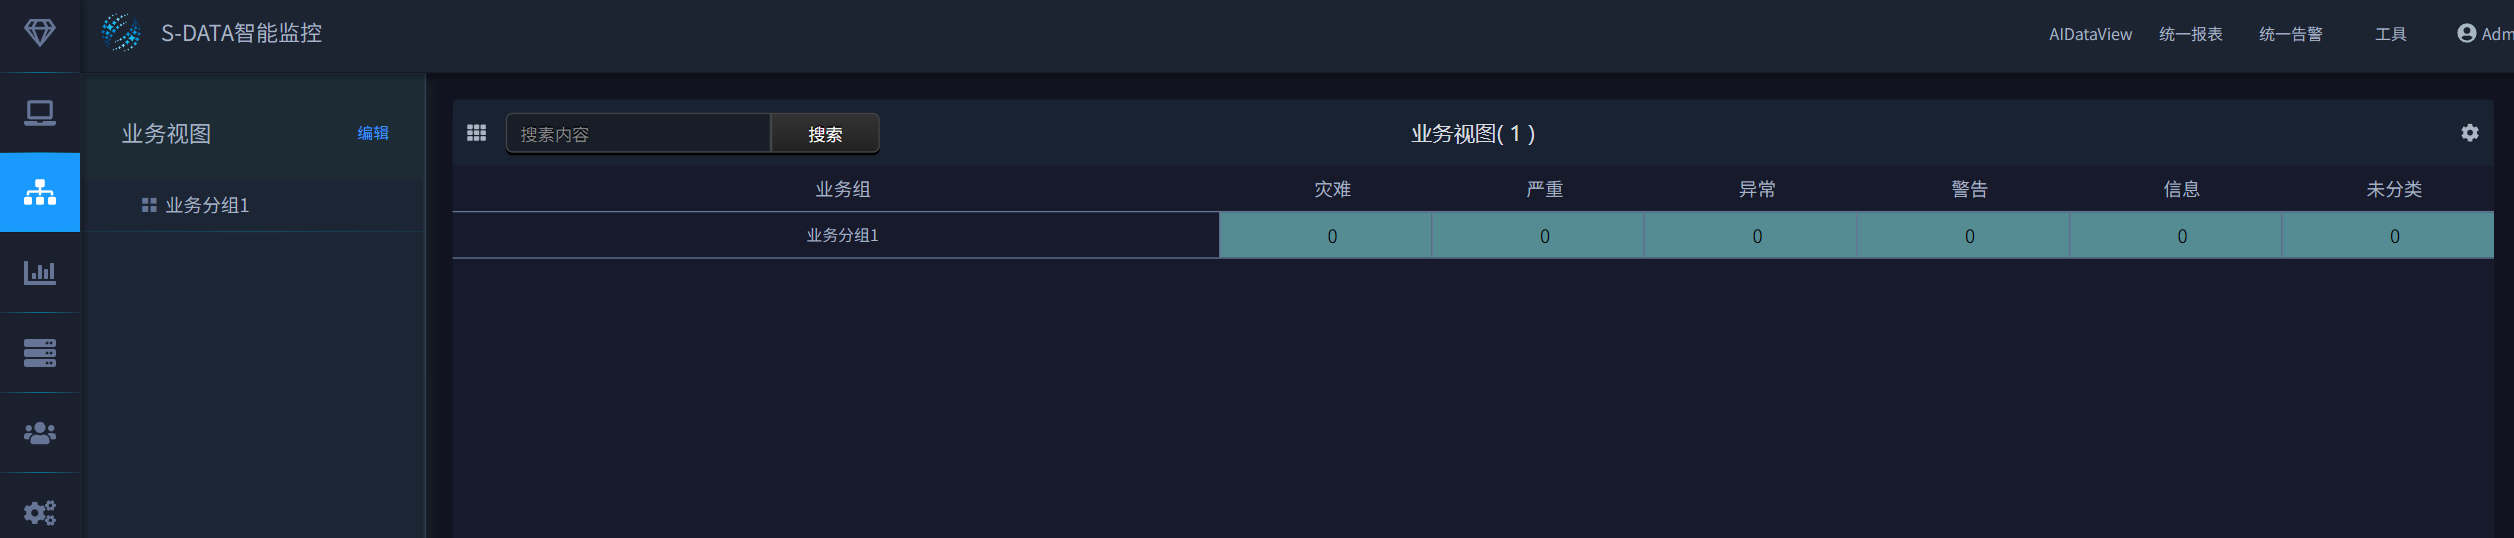 S-DATA智能监控
AIDataView 统一报表 统一告警 工具 Adm
业务视图 编辑
业务分组1
搜素内容 搜索 业务视图( 1 )
业务组 灾难 严重 异常 警告 信息 未分类
业务分组1 0 0 0 0 0 0